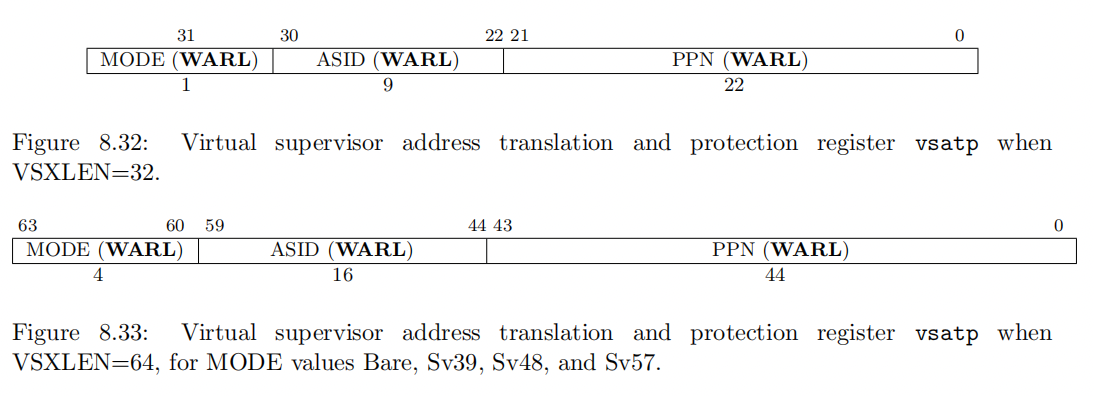 31 30 22 21 0
MODE (WARL) ASID (WARL) PPN (WARL)
1 9 22
Figure 8.32: Virtual supervisor address translation and protection register vsatp when
VSXLEN=32.
63 60 59 44 43 0
MODE (WARL) ASID (WARL) PPN (WARL)
4 16 44
Figure 8.33: Virtual supervisor address translation and protection register vsatp when
VSXLEN=64, for MODE values Bare, Sv39, Sv48, and Sv57.